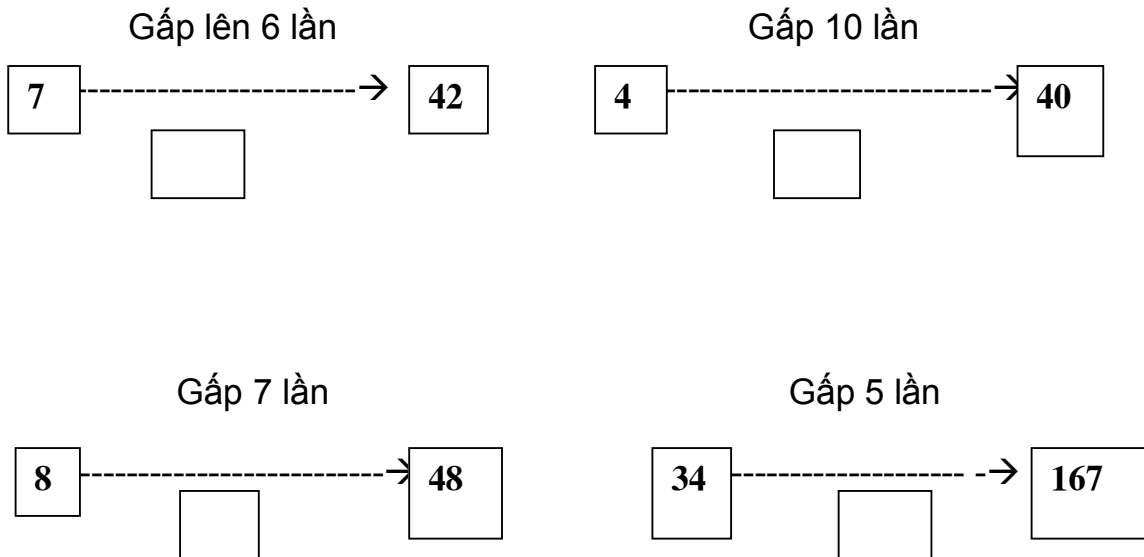 Gấp lên 6 lần Gấp 10 lần
7 42 4 40
Gấp 7 lần Gấp 5 lần
8 48 34 167